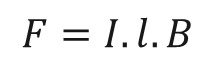 F = I. l. B